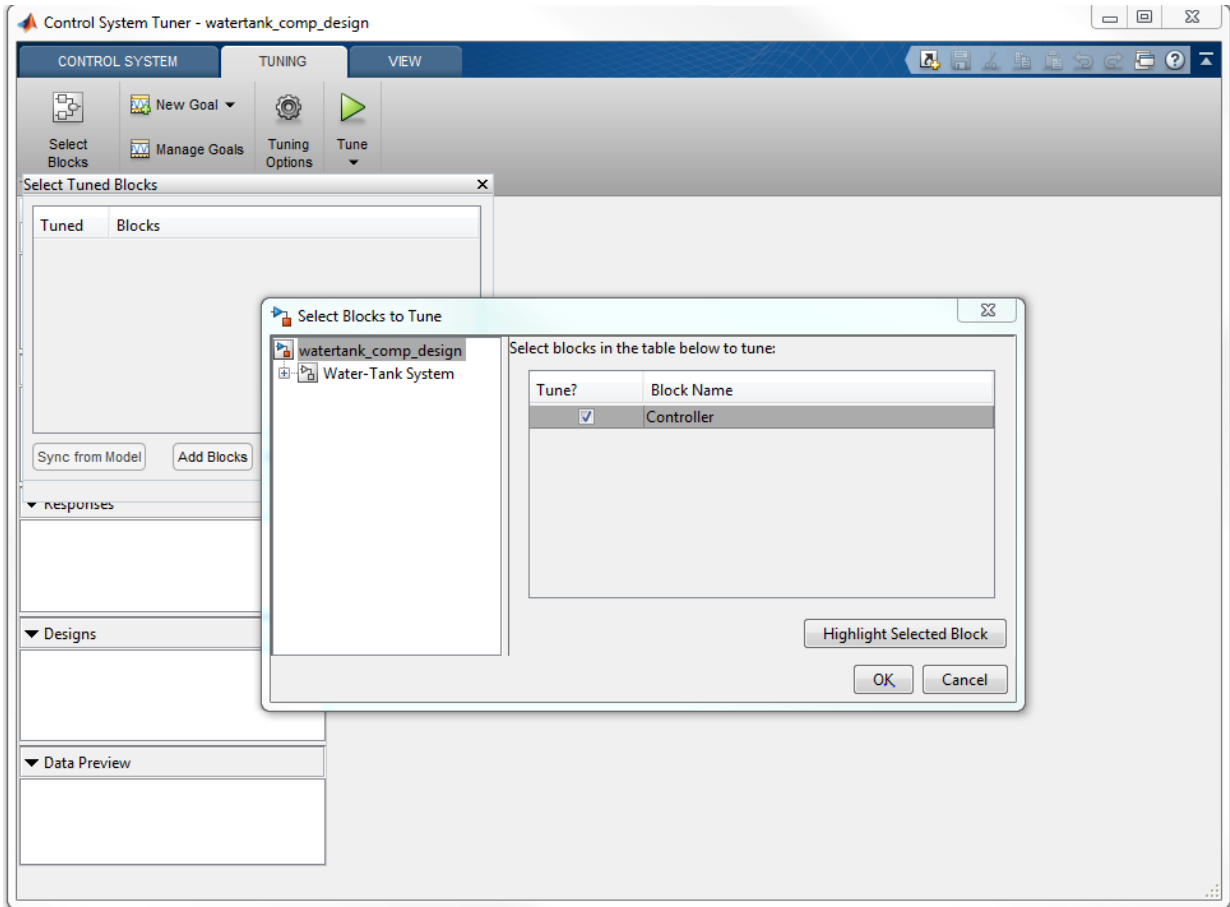 Control System Tuner - watertank_comp_design
CONTROL SYSTEM
TUNING
VIEW
Select
Blocks
New Goal
Manage Goals
Tuning
Options
Tune
Select Tuned Blocks
Tuned Blocks
Sync from Model
Add Blocks
Responses
Designs
Data Preview
Select Blocks to Tune
watertank_comp_design
Water-Tank System
Select blocks in the table below to tune:
Tune? Block Name
Controller
Highlight Selected Block
OK
Cancel